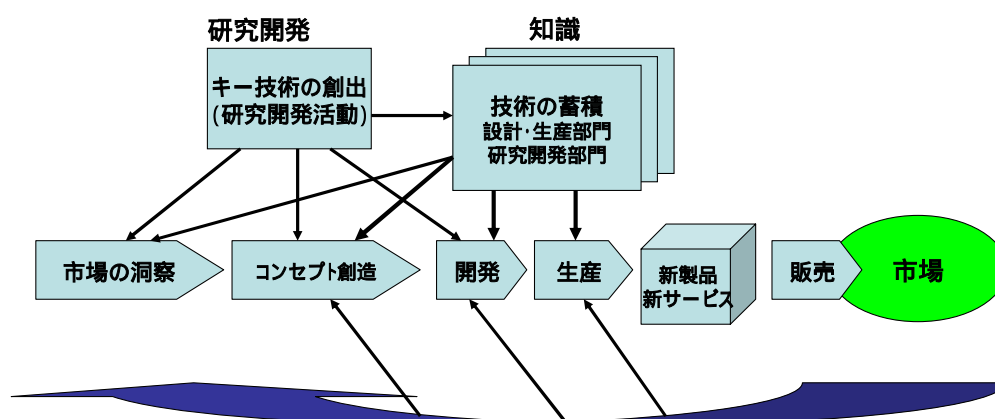 研究開発
知識
キー技術の創出
(研究開発活動)
技術の蓄積
設計・生産部門
研究開発部門
市場の洞察
コンセプト創造
開発
生産
新製品
新サービス
販売
市場